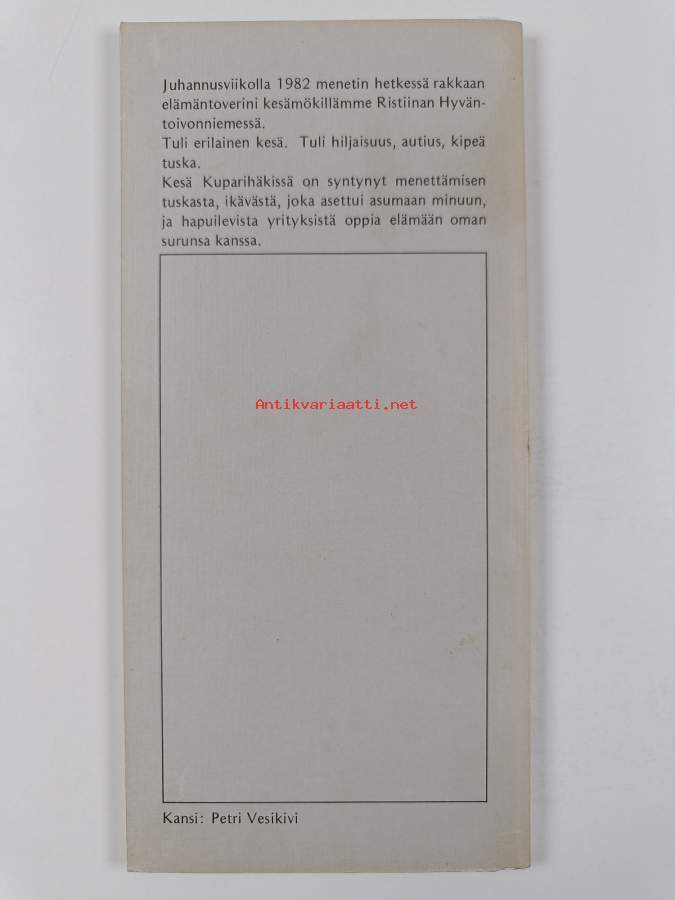 Juhannusviikolla 1982 menetin hetkessä rakkaan
elämäntoverini kesämökillämme Ristiinan Hyvän-
toivonniemessä.
Tuli erilainen kesä. Tuli hiljaisuus, autius, kipeä
tuska.
Kesä Kuparihäkissä on syntynyt menettämisen
tuskasta, ikävästä, joka asettui asumaan minuun,
ja hapuilevista yrityksistä oppia elämään oman
surunsa kanssa.
Antikvariaatti.net
Kansi: Petri Vesikivi